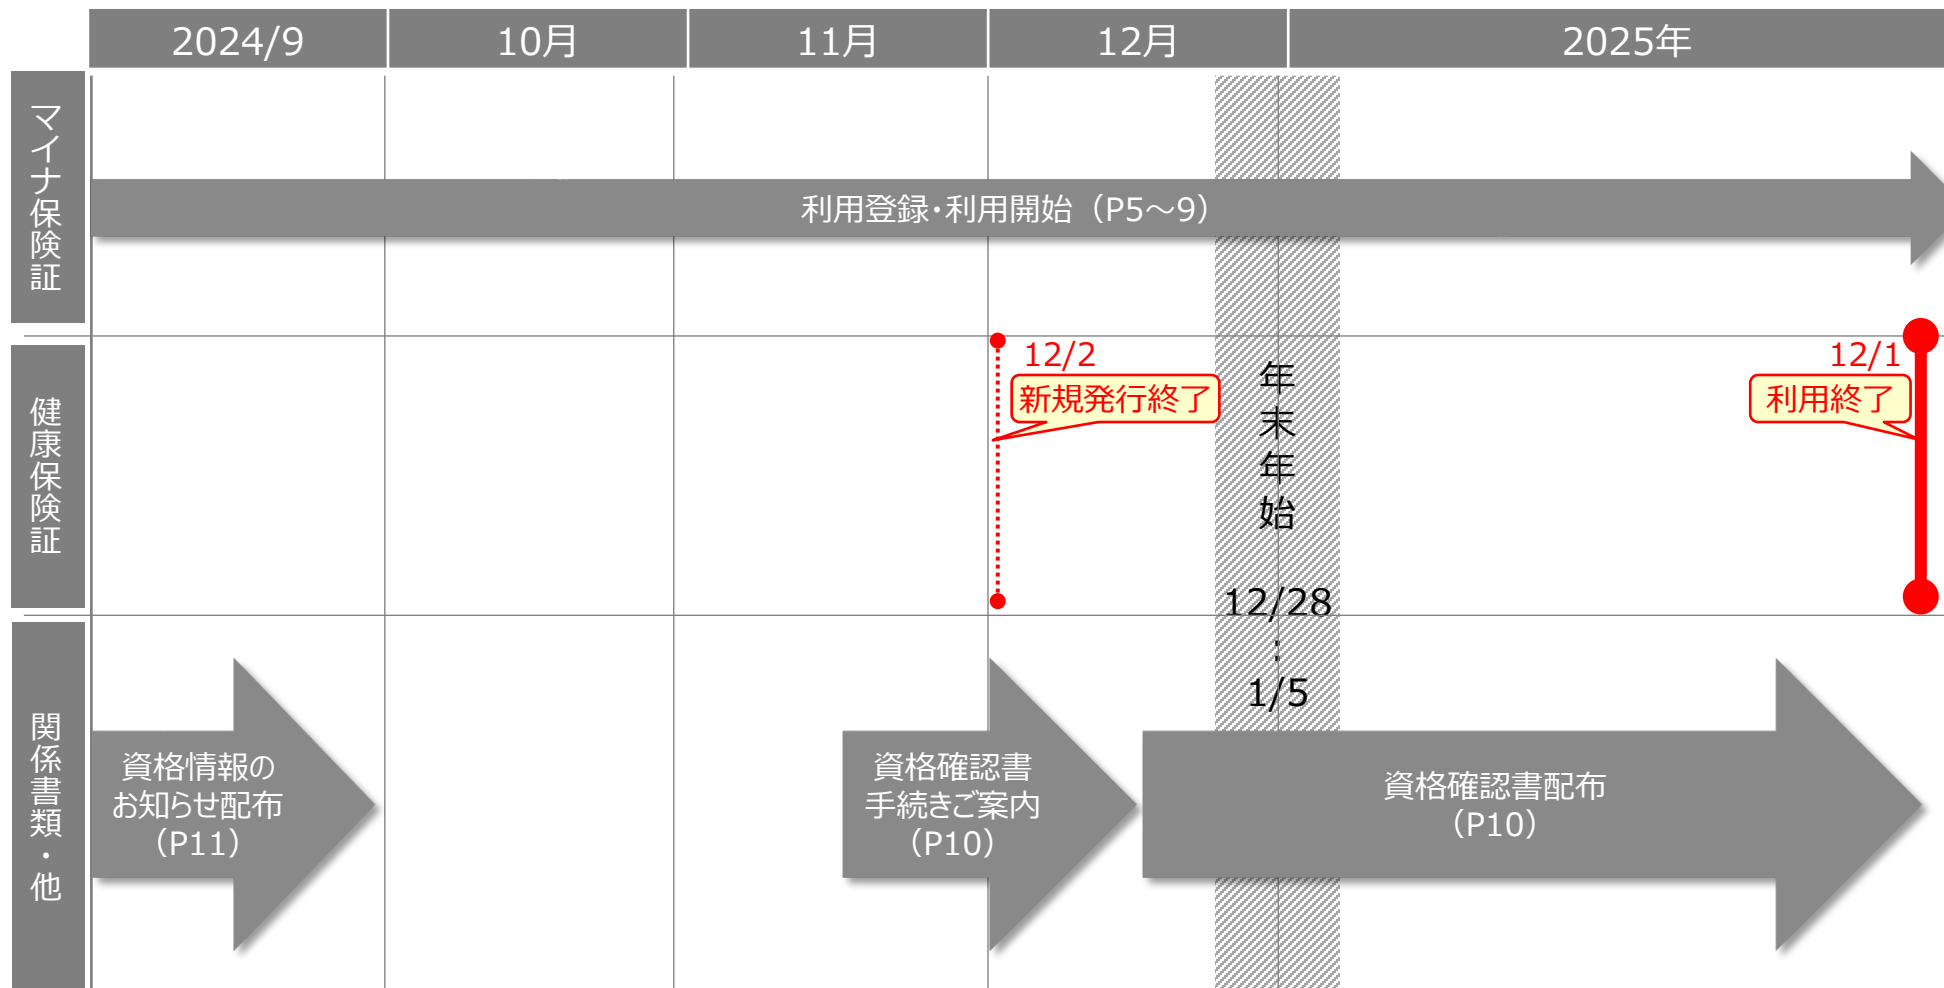 2024/9
10月
11月
12月
2025年
マイナ保険証
利用登録・利用開始（P5～9）
健康保険証
12/2
新規発行終了
年末年始
12/28
：
1/5
12/1
利用終了
関係書類・他
資格情報の
お知らせ配布
（P11）
資格確認書
手続きご案内
（P10）
資格確認書配布
（P10）